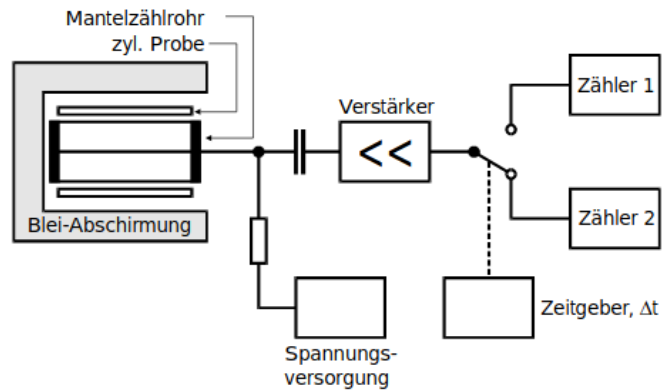 Mantelzählrohr
zyl. Probe
Verstärker
<<
Zähler 1
Zähler 2
Blei-Abschirmung
Zeitgeber, Δt
Spannungs-
versorgung